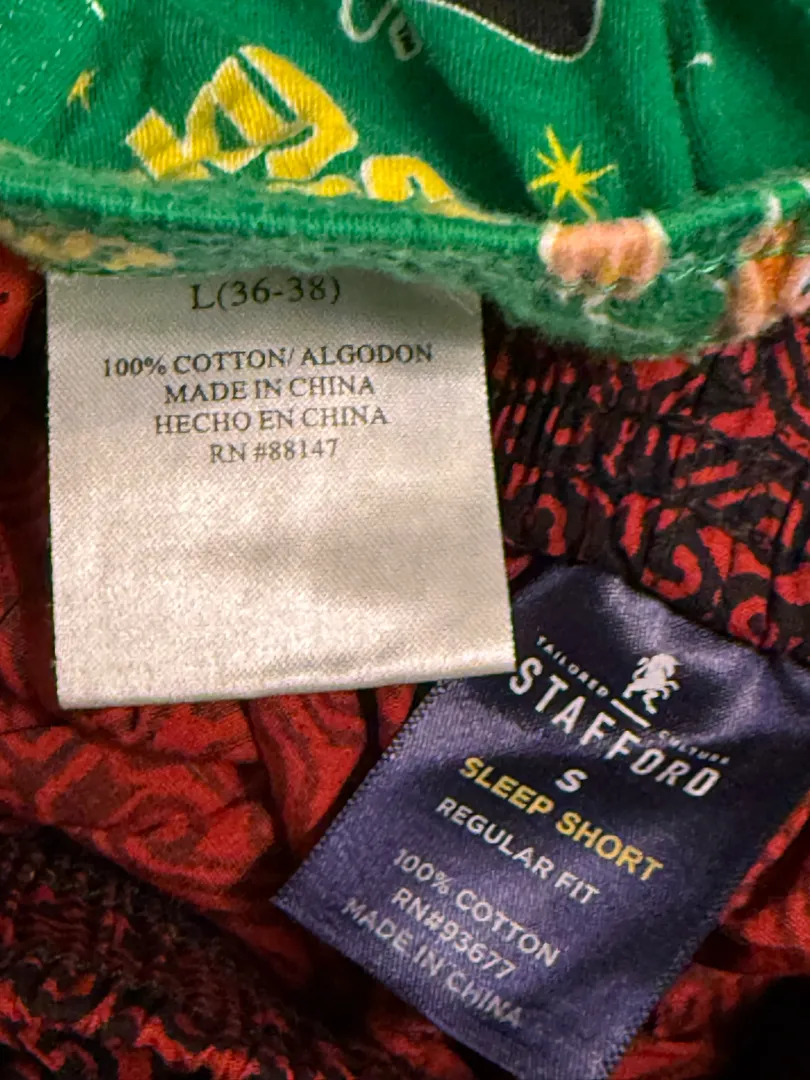 TM
L(36-38)
100% COTTON/ ALGODON
MADE IN CHINA
HECHO EN CHINA
RN #88147
TAILORED CULTURE
STAFFORD
S
SLEEP SHORT
REGULAR FIT
100% COTTON
RN#93677
MADE IN CHINA